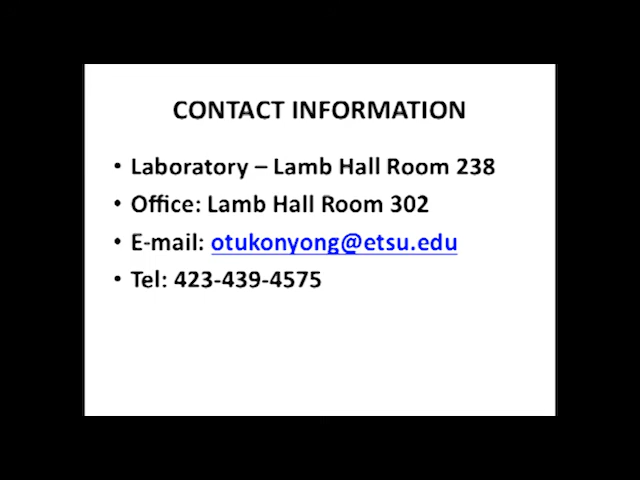 CONTACT INFORMATION
• Laboratory – Lamb Hall Room 238
• Office: Lamb Hall Room 302
• E-mail: otukonyong@etsu.edu
• Tel: 423-439-4575